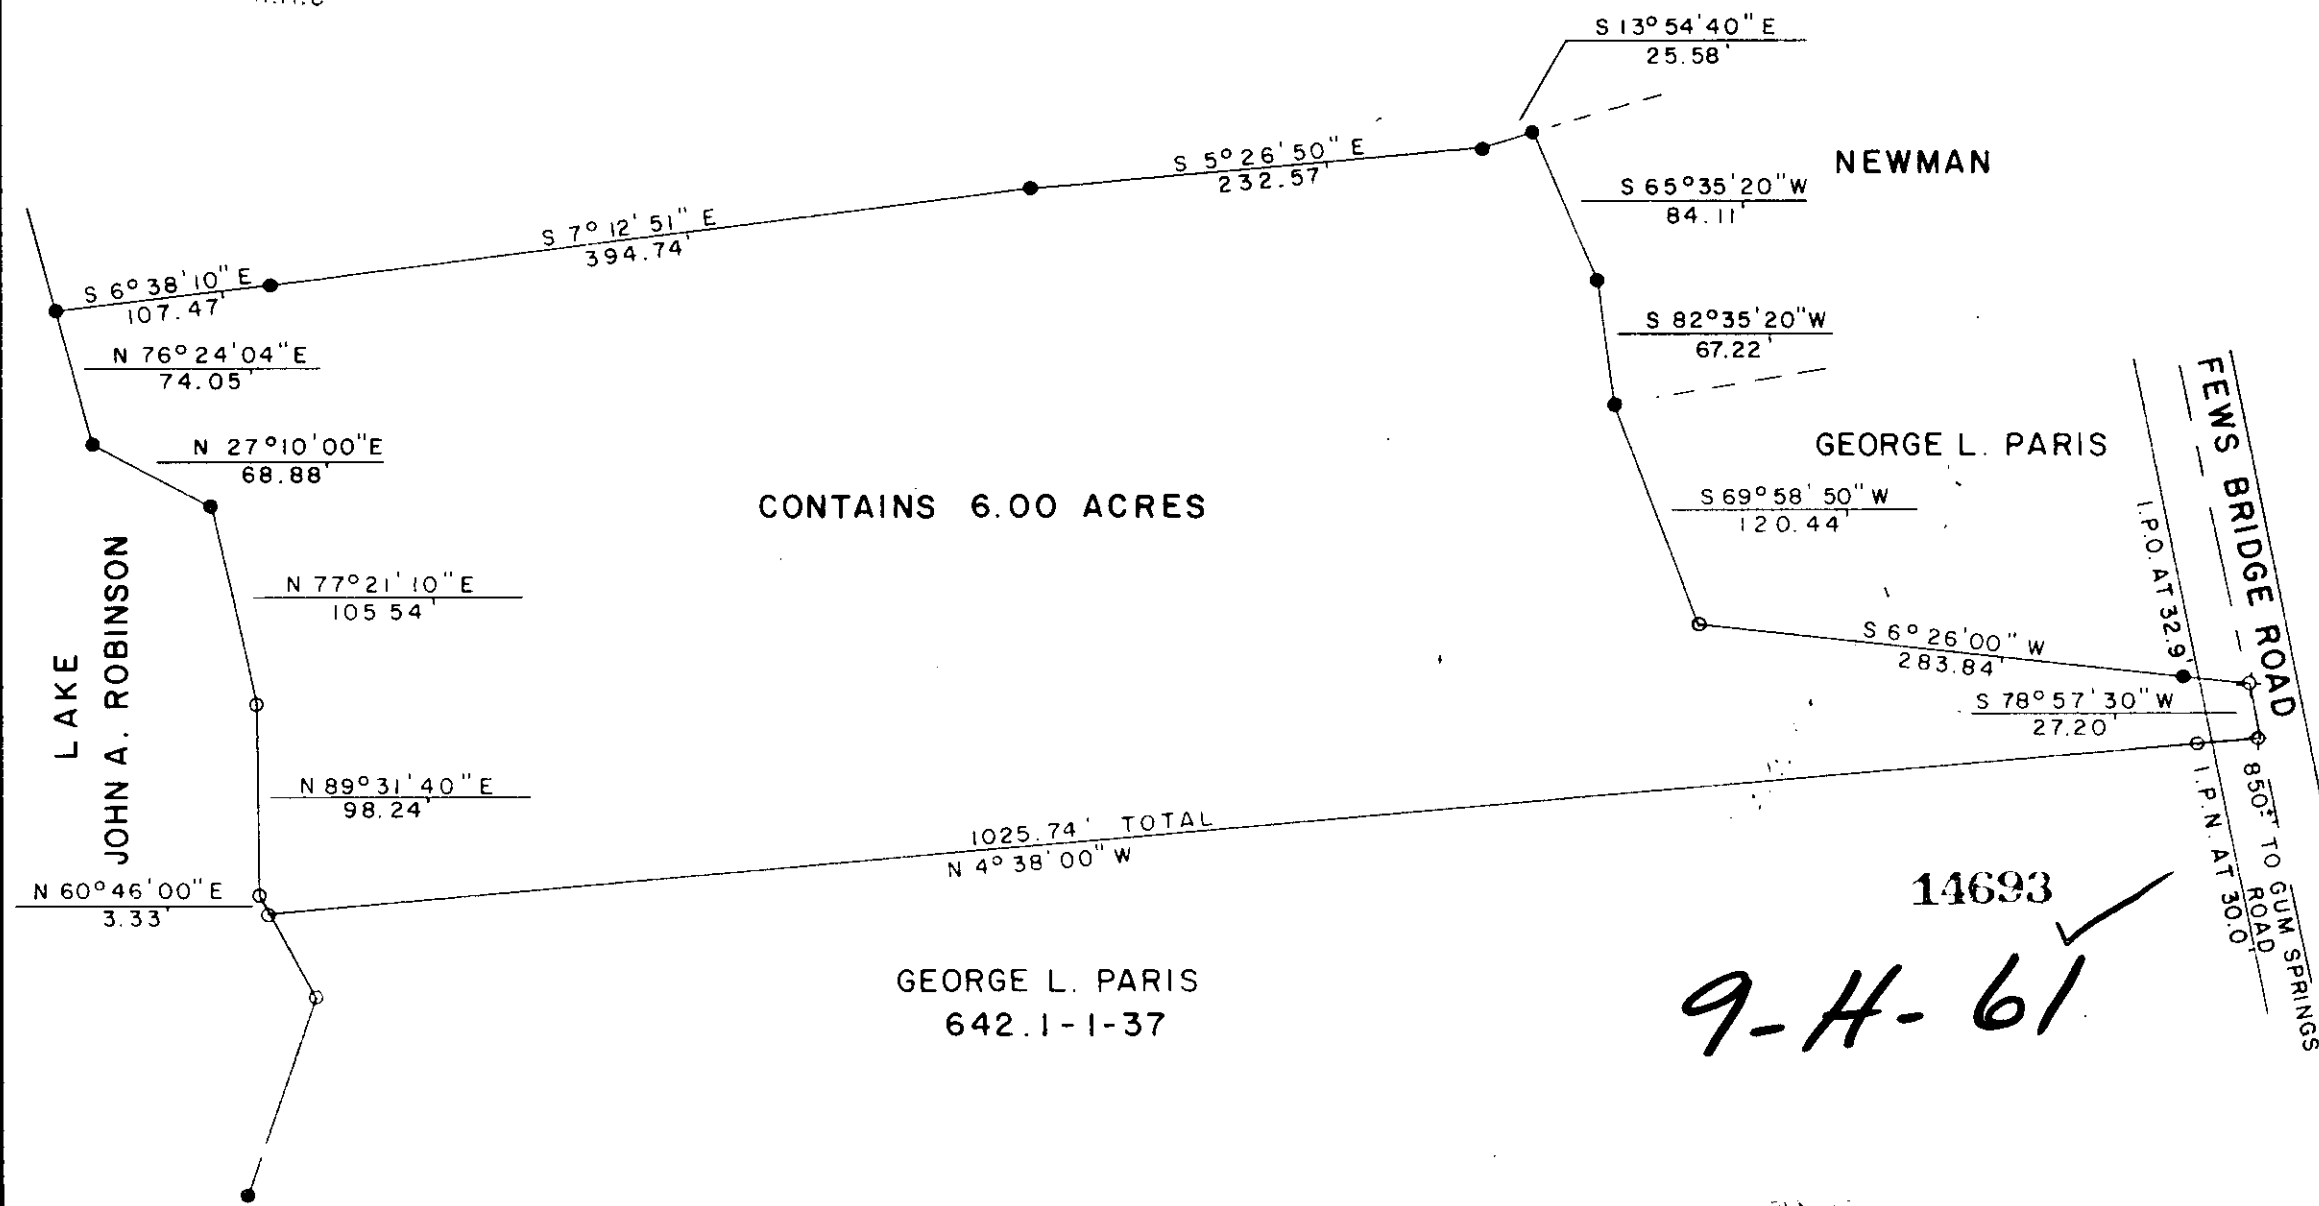 S 13° 54' 40" E
25.58'
NEWMAN
S 5° 26' 50" E
232.57'
S 65° 35' 20" W
84.11'
S 7° 12' 51" E
394.74'
S 6° 38' 10" E
107.47'
S 82° 35' 20" W
67.22'
N 76° 24' 04" E
74.05'
FEWS BRIDGE ROAD
N 27° 10' 00" E
68.88'
GEORGE L. PARIS
CONTAINS 6.00 ACRES
S 69° 58' 50" W
120.44'
I.P.O. AT 32.9'
LAKE
JOHN A. ROBINSON
N 77° 21' 10" E
105 54'
S 6° 26' 00" W
283.84'
S 78° 57' 30" W
27.20'
N 89° 31' 40" E
98.24'
1025.74' TOTAL
N 4° 38' 00" W
850'± TO GUM SPRINGS
ROAD
I.P.N. AT 30.0'
N 60° 46' 00" E
3.33'
14693
GEORGE L. PARIS
642.1-1-37
9-H-61